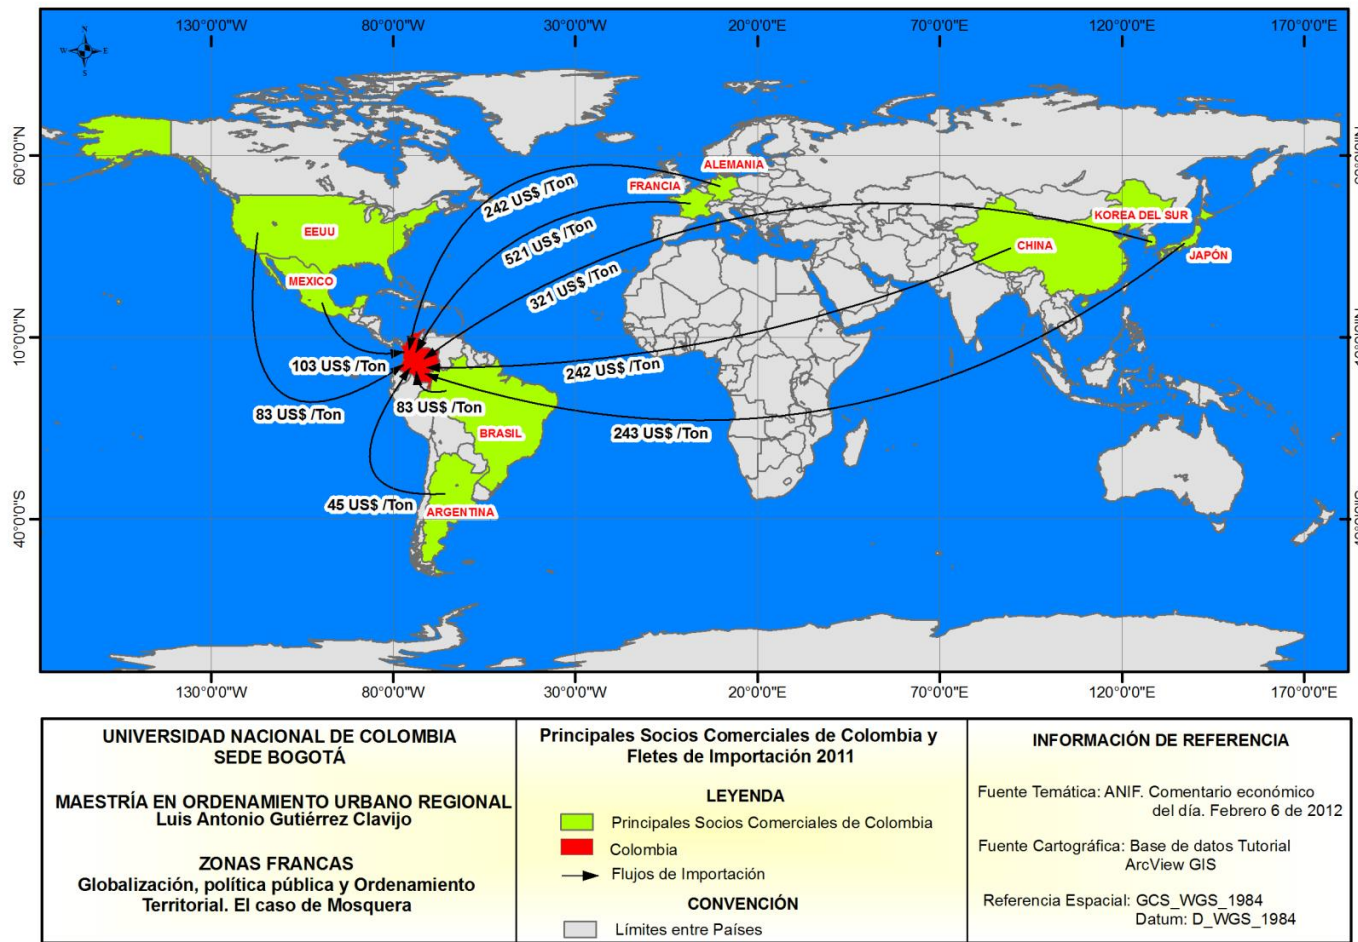 130°0'0"W 80°0'0"W 30°0'0"W 20°0'0"E 70°0'0"E 120°0'0"E 170°0'0"E
N
W E
S
60°0'0"N
10°0'0"N
40°0'0"S
ALEMANIA
FRANCIA
242 US$ /Ton
KOREA DEL SUR
EEUU
521 US$ /Ton
CHINA
JAPÓN
MEXICO
321 US$ /Ton
103 US$ /Ton
242 US$ /Ton
83 US$ /Ton
83 US$ /Ton
BRASIL
243 US$ /Ton
45 US$ /Ton
ARGENTINA
130°0'0"W 80°0'0"W 30°0'0"W 20°0'0"E 70°0'0"E 120°0'0"E 170°0'0"E
UNIVERSIDAD NACIONAL DE COLOMBIA
SEDE BOGOTÁ
MAESTRÍA EN ORDENAMIENTO URBANO REGIONAL
Luis Antonio Gutiérrez Clavijo
ZONAS FRANCAS
Globalización, política pública y Ordenamiento
Territorial. El caso de Mosquera
Principales Socios Comerciales de Colombia y
Fletes de Importación 2011
LEYENDA
Principales Socios Comerciales de Colombia
Colombia
Flujos de Importación
CONVENCIÓN
Límites entre Países
INFORMACIÓN DE REFERENCIA
Fuente Temática: ANIF. Comentario económico
del día. Febrero 6 de 2012
Fuente Cartográfica: Base de datos Tutorial
ArcView GIS
Referencia Espacial: GCS_WGS_1984
Datum: D_WGS_1984